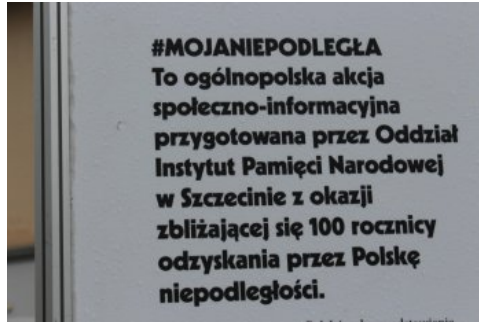 #MOJANIEPODLEGŁA
To ogólnopolska akcja
społeczno-informacyjna
przygotowana przez Oddział
Instytut Pamięci Narodowej
w Szczecinie z okazji
zbliżającej się 100 rocznicy
odzyskania przez Polskę
niepodległości.